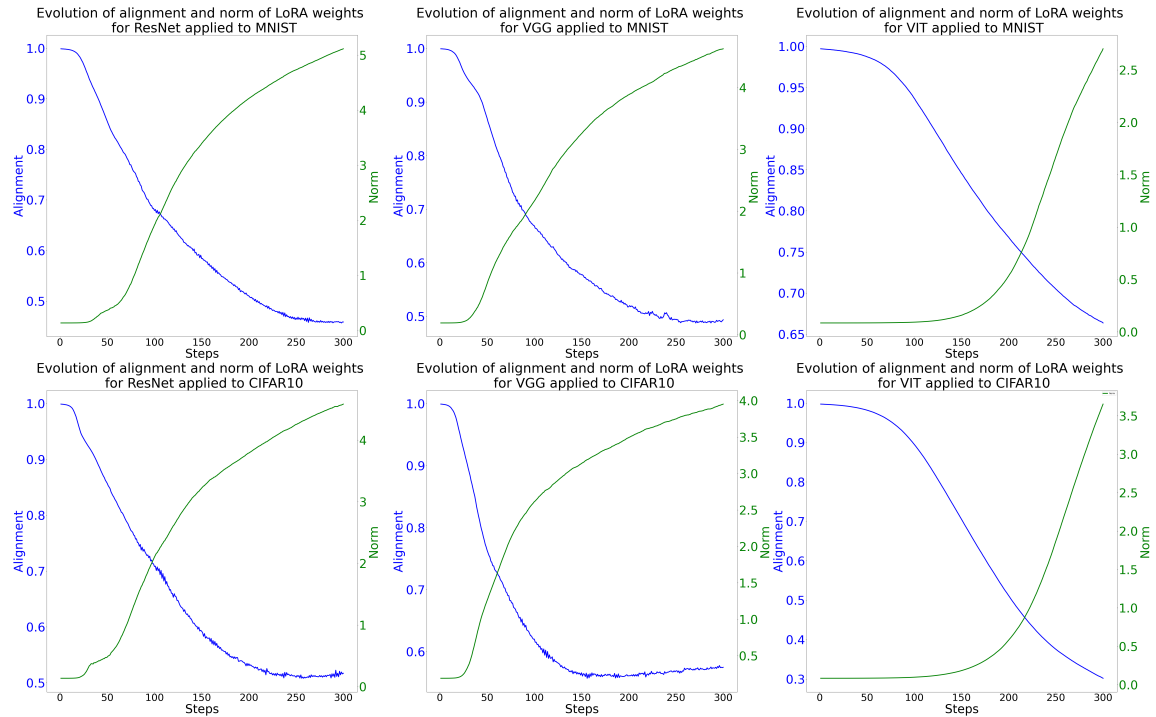 Evolution of alignment and norm of LoRA weights
for ResNet applied to MNIST
1.0
0.9
0.8
0.7
0.6
0.5
Alignment
5
4
3
2
1
0
Norm
0 50 100 150 200 250 300
Steps
Evolution of alignment and norm of LoRA weights
for VGG applied to MNIST
1.0
0.9
0.8
0.7
0.6
0.5
Alignment
4
3
2
1
0
Norm
0 50 100 150 200 250 300
Steps
Evolution of alignment and norm of LoRA weights
for VIT applied to MNIST
1.00
0.95
0.90
0.85
0.80
0.75
0.70
0.65
Alignment
2.5
2.0
1.5
1.0
0.5
0.0
Norm
0 50 100 150 200 250 300
Steps
Evolution of alignment and norm of LoRA weights
for ResNet applied to CIFAR10
1.0
0.9
0.8
0.7
0.6
0.5
Alignment
4
3
2
1
0
Norm
0 50 100 150 200 250 300
Steps
Evolution of alignment and norm of LoRA weights
for VGG applied to CIFAR10
1.0
0.9
0.8
0.7
0.6
Alignment
4.0
3.5
3.0
2.5
2.0
1.5
1.0
0.5
Norm
0 50 100 150 200 250 300
Steps
Evolution of alignment and norm of LoRA weights
for VIT applied to CIFAR10
1.0
0.9
0.8
0.7
0.6
0.5
0.4
0.3
Alignment
3.5
3.0
2.5
2.0
1.5
1.0
0.5
0.0
Norm
0 50 100 150 200 250 300
Steps